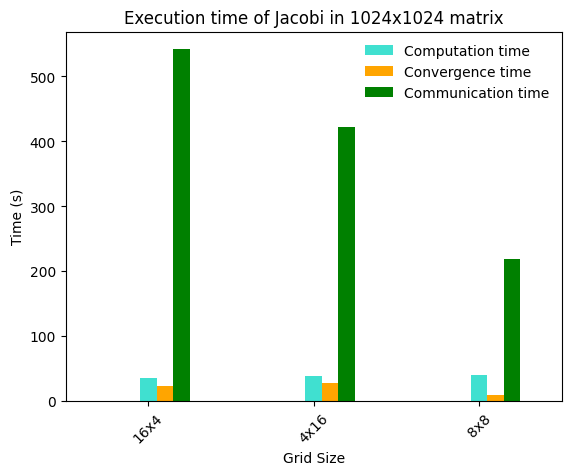 Execution time of Jacobi in 1024x1024 matrix
Computation time
Convergence time
Communication time
Time (s)
500
400
300
200
100
0
16x4
4x16
8x8
Grid Size